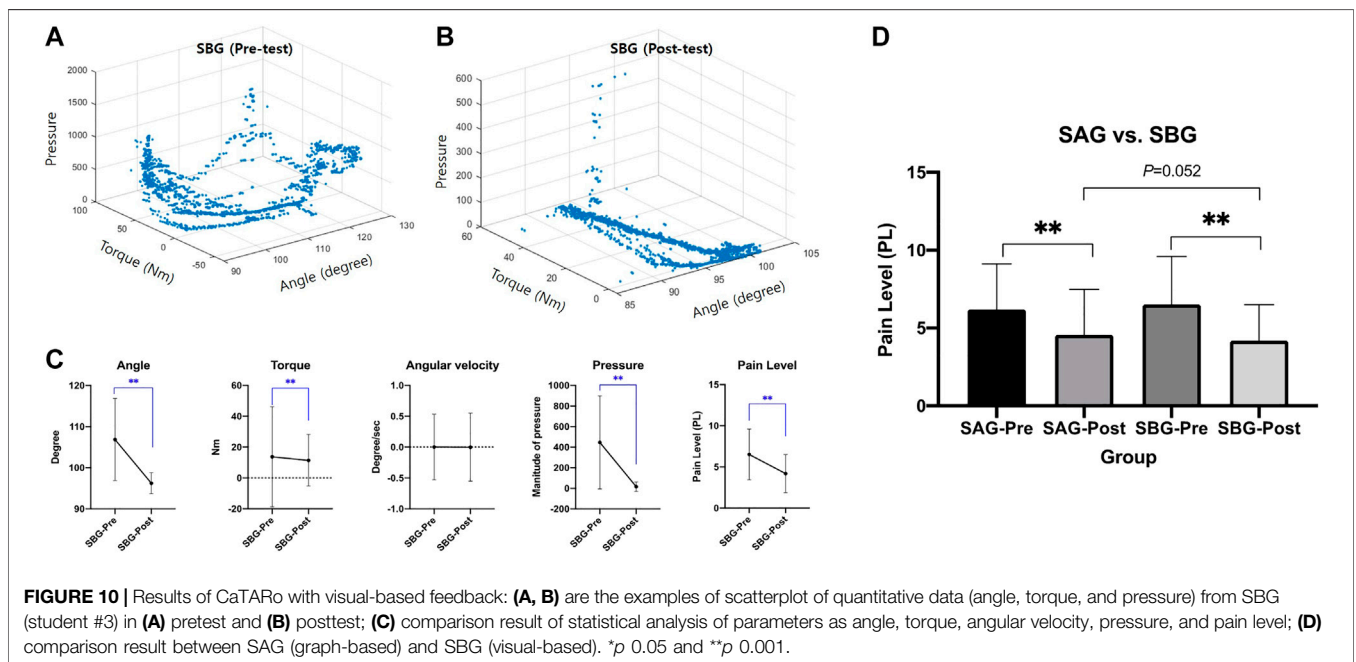 A
SBG (Pre-test)
2000
1500
1000
500
0
Pressure
100
50
0
-50
Torque (Nm)
90
100
110
120
130
Angle (degree)
B
SBG (Post-test)
600
500
400
300
200
100
0
Pressure
60
40
20
0
Torque (Nm)
85
90
95
100
105
Angle (degree)
C
Angle
**
120
110
100
90
Degree
SBG-Pre
SBG-Post
Torque
**
60
40
20
0
-20
Nm
SBG-Pre
SBG-Post
Angular velocity
1.0
0.5
0.0
-0.5
-1.0
Degree/sec
SBG-Pre
SBG-Post
Pressure
**
1000
800
600
400
200
0
-200
Manitude of pressure
SBG-Pre
SBG-Post
Pain Level
**
15
10
5
0
Pain Level (PL)
SBG-Pre
SBG-Post
D
SAG vs. SBG
P=0.052
**
**
15
10
5
0
Pain Level (PL)
SAG-Pre SAG-Post SBG-Pre SBG-Post
Group
FIGURE 10 | Results of CaTARo with visual-based feedback: (A, B) are the examples of scatterplot of quantitative data (angle, torque, and pressure) from SBG
(student #3) in (A) pretest and (B) posttest; (C) comparison result of statistical analysis of parameters as angle, torque, angular velocity, pressure, and pain level; (D)
comparison result between SAG (graph-based) and SBG (visual-based). *p 0.05 and **p 0.001.